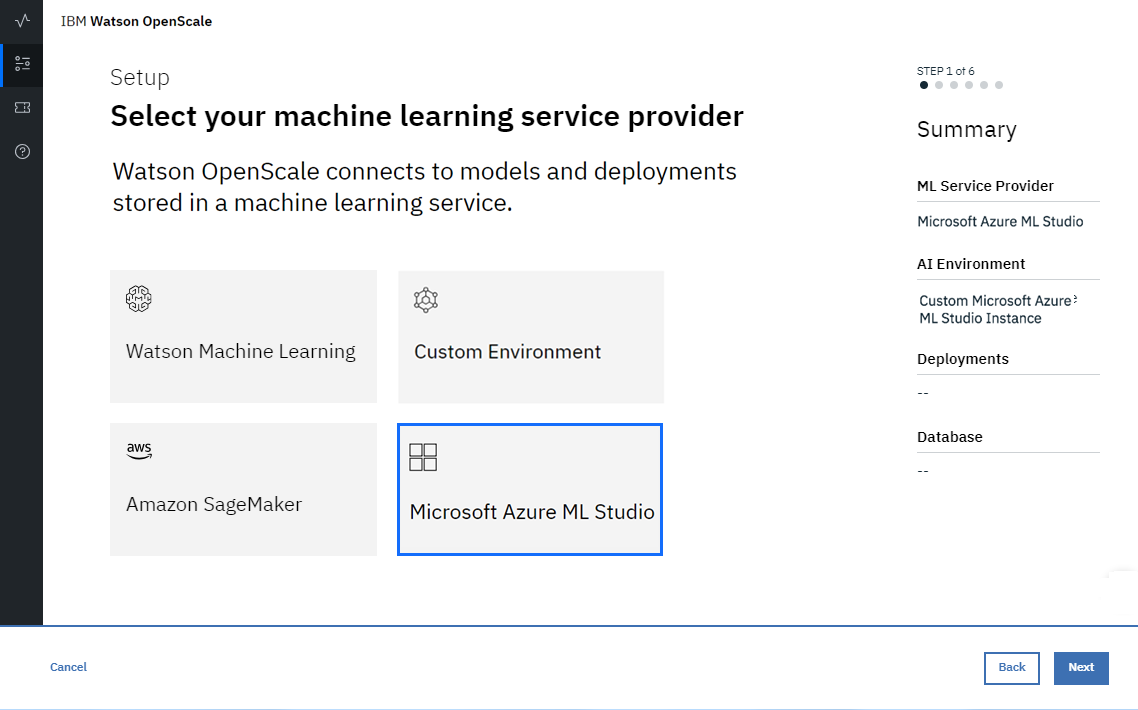 IBM Watson OpenScale
Setup
Select your machine learning service provider
Watson OpenScale connects to models and deployments
stored in a machine learning service.
Watson Machine Learning
Custom Environment
aws
Amazon SageMaker
Microsoft Azure ML Studio
STEP 1 of 6
Summary
ML Service Provider
Microsoft Azure ML Studio
AI Environment
Custom Microsoft Azure
ML Studio Instance
Deployments
--
Database
--
Cancel
Back
Next